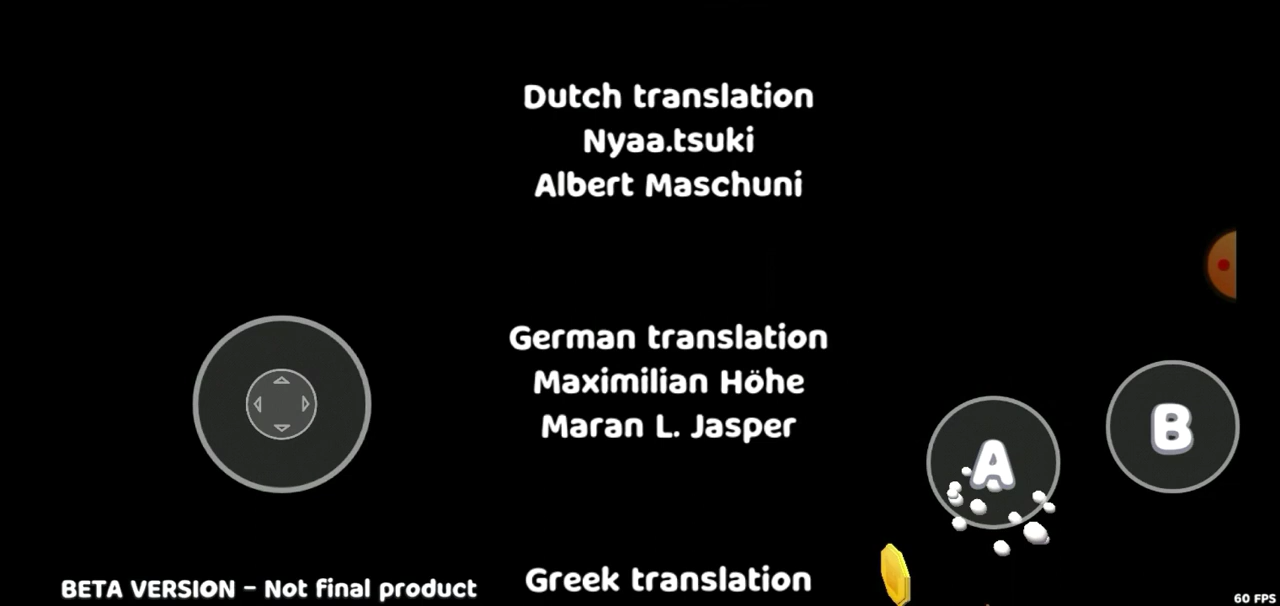 Dutch translation
Nyaa.tsuki
Albert Maschuni
German translation
Maximilian Höhe
Maran L. Jasper
A
B
Greek translation
BETA VERSION - Not final product
60 FPS